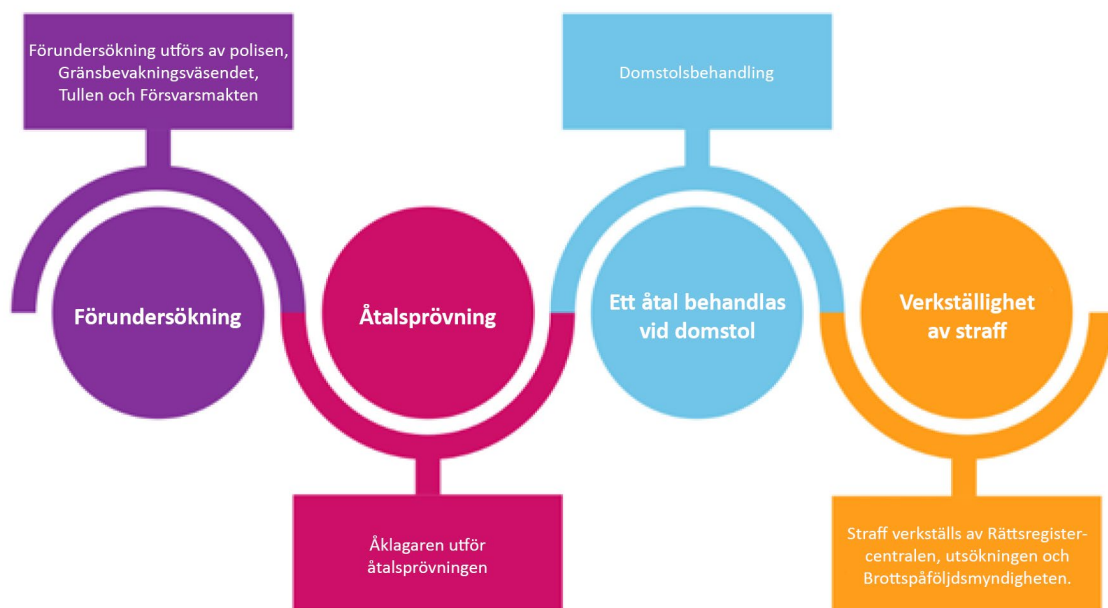 Förundersökning utförs av polisen,
Gränsbevakningsväsendet,
Tullen och Försvarsmakten
Förundersökning
Åtalsprövning
Åklagaren utför
åtalsprövningen
Domstolsbehandling
Ett åtal behandlas
vid domstol
Verkställighet
av straff
Straff verkställs av Rättsregister-
centralen, utsökningen och
Brottspåföljdsmyndigheten.